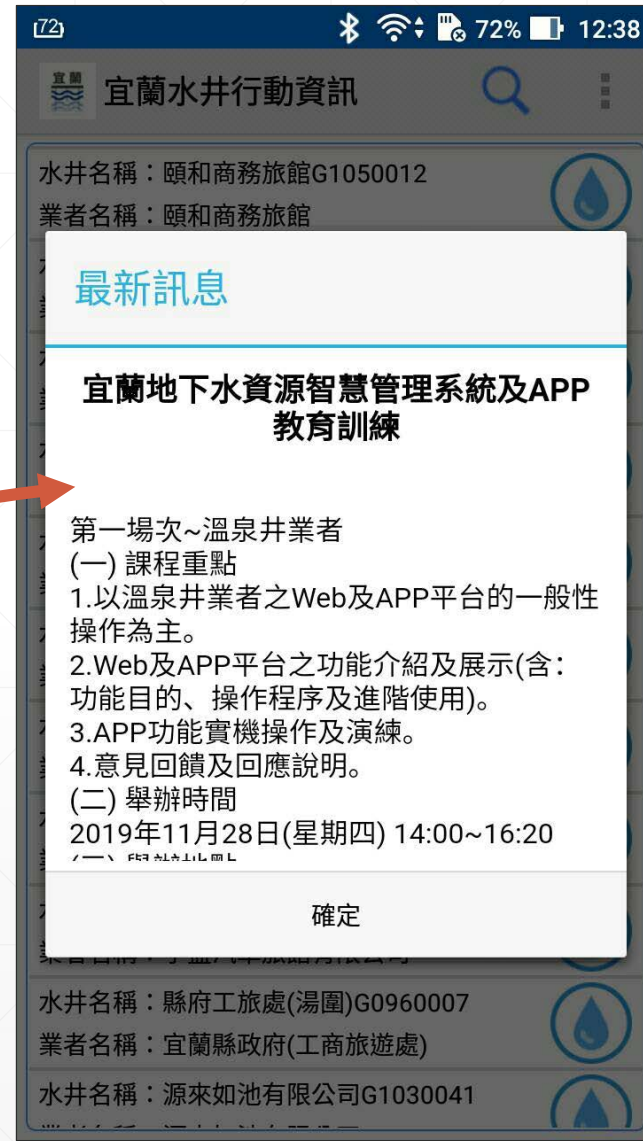 72
72%
12:38
宜蘭
宜蘭水井行動資訊
水井名稱：頤和商務旅館G1050012
業者名稱：頤和商務旅館
最新訊息
宜蘭地下水資源智慧管理系統及APP
教育訓練
第一場次~溫泉井業者
(一) 課程重點
1.以溫泉井業者之Web及APP平台的一般性
操作為主。
2.Web及APP平台之功能介紹及展示(含:
功能目的、操作程序及進階使用)。
3.APP功能實機操作及演練。
4.意見回饋及回應說明。
(二) 舉辦時間
2019年11月28日(星期四) 14:00~16:20
確定
水井名稱：縣府工旅處(湯圍)G0960007
業者名稱：宜蘭縣政府(工商旅遊處)
水井名稱：源來如池有限公司G1030041